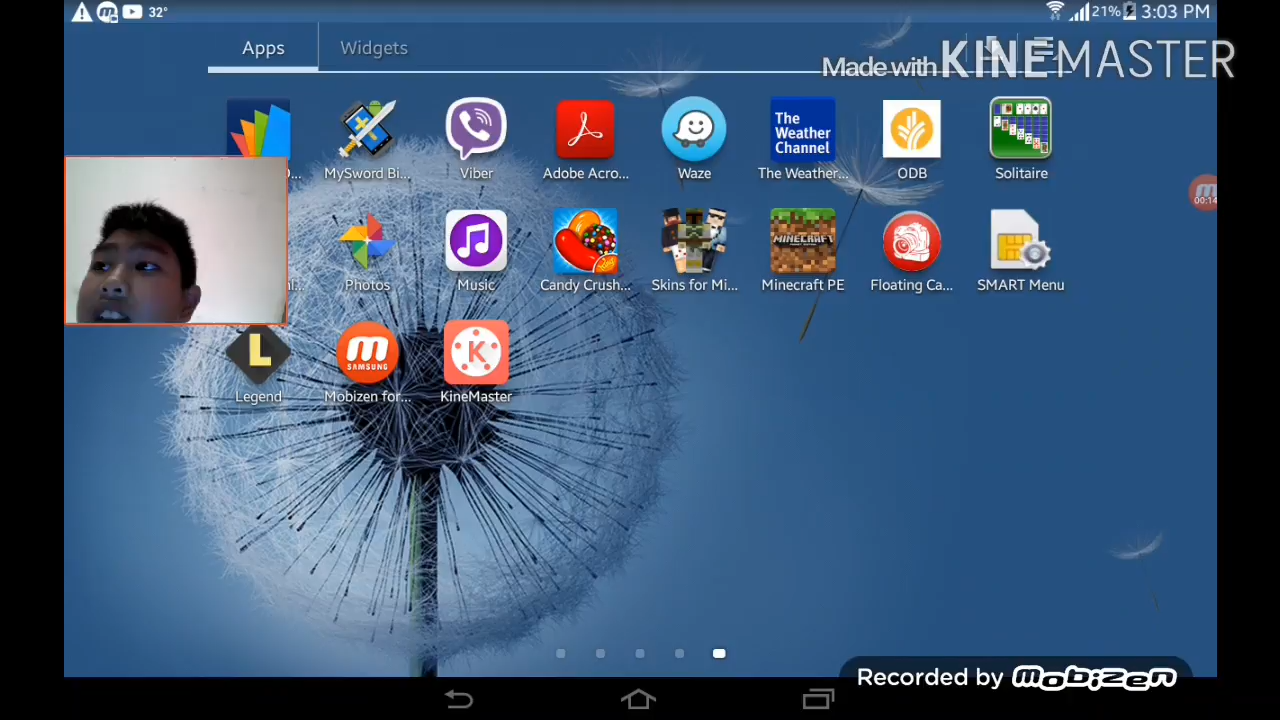 32°
21% 3:03 PM
Apps Widgets
Made with KINEMASTER
The Weather Channel
MySword Bi... Viber Adobe Acro... Waze The Weather... ODB Solitaire
MINECRAFT
00:14
Photos Music Candy Crush... Skins for Mi... Minecraft PE Floating Ca... SMART Menu
L
m SAMSUNG
K
Legend Mobizen for... KineMaster
Recorded by mobizen